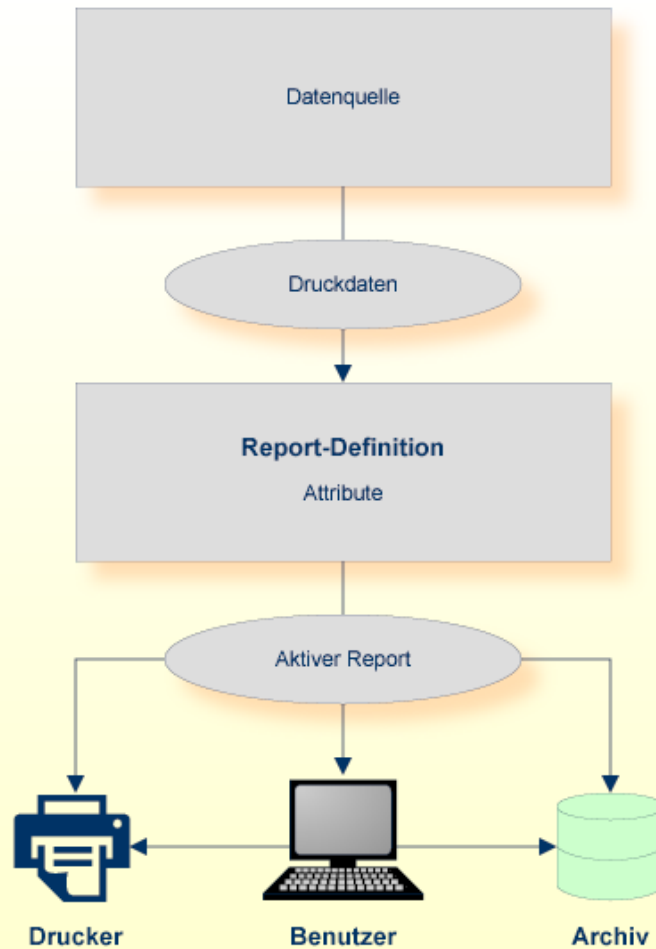 Datenquelle
Druckdaten
Report-Definition
Attribute
Aktiver Report
Drucker
Benutzer
Archiv